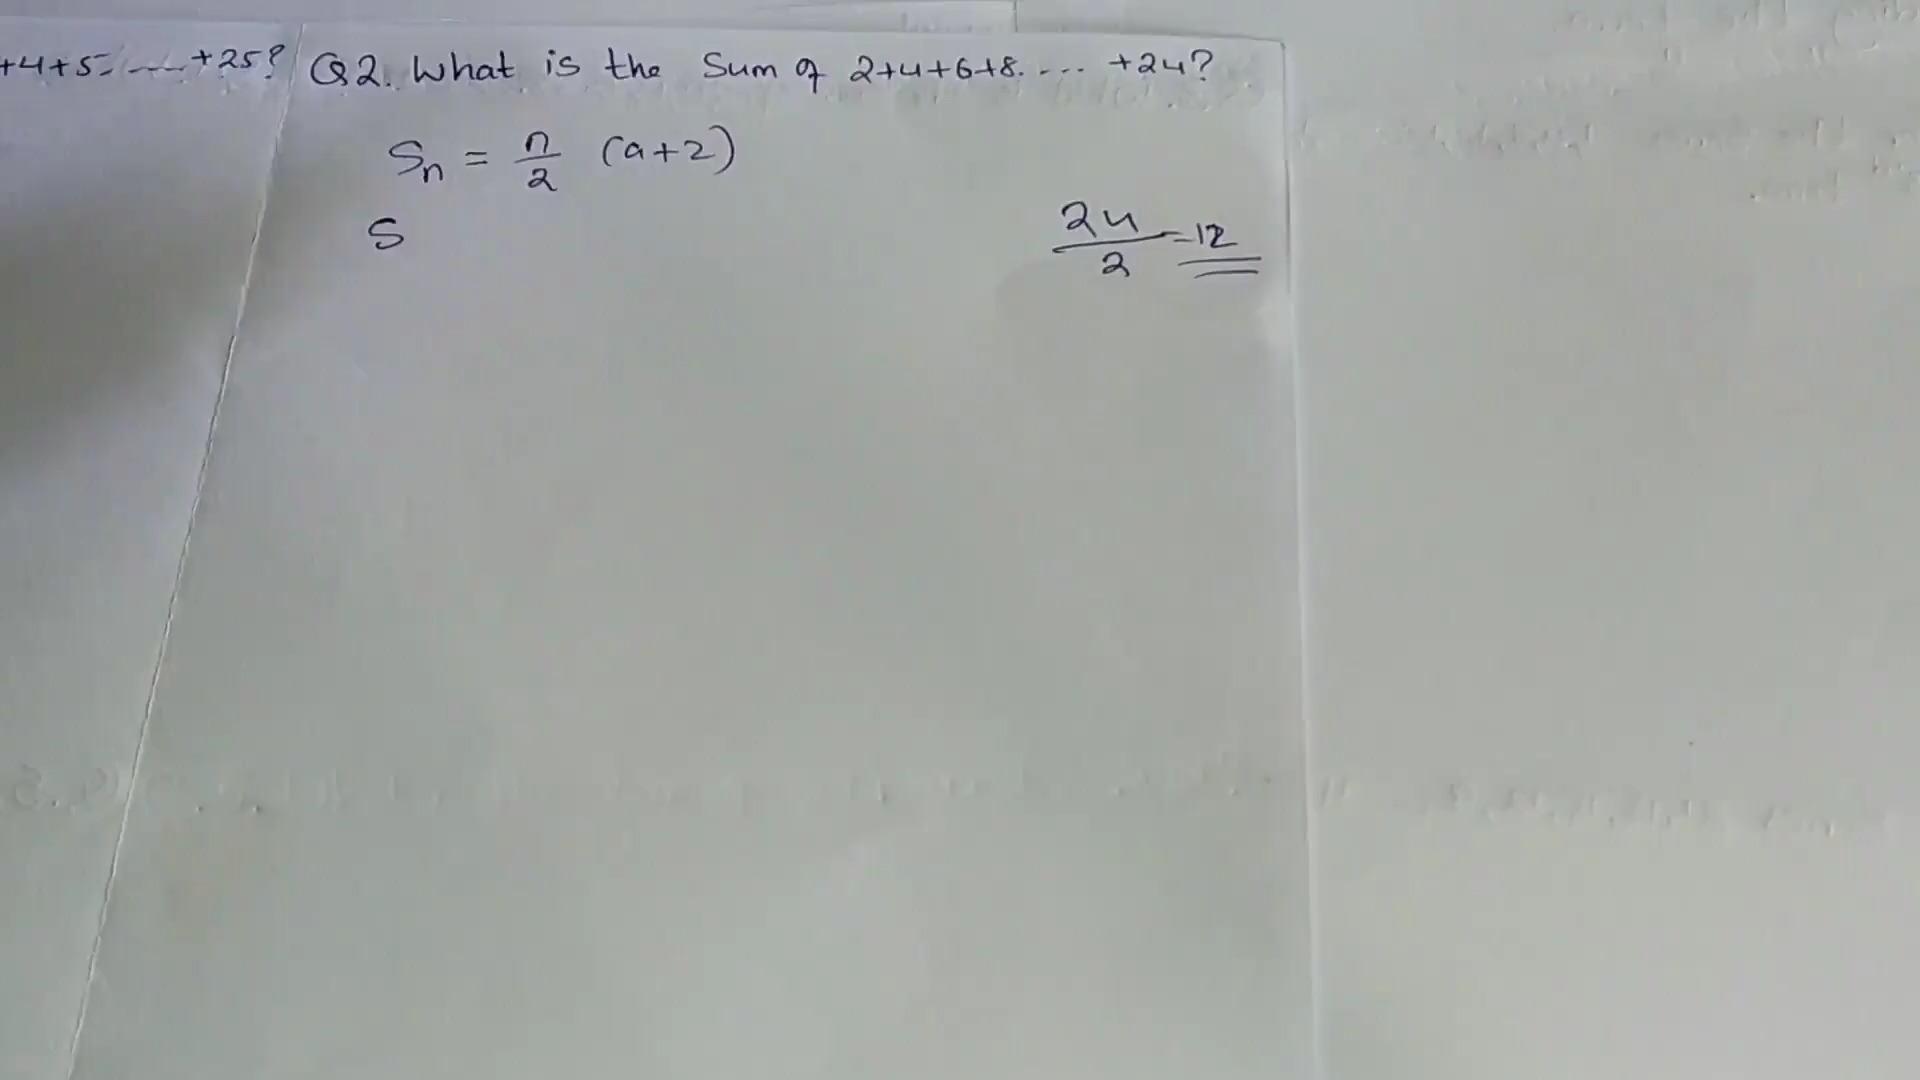 +4+5=.....+25? Q2. What is the Sum of 2+4+6+8.... +24?
Sn = n/2 (a+2)
S
24/2 = 12